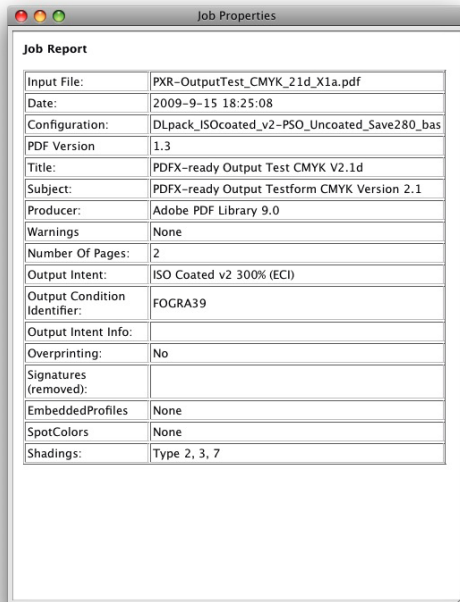 Job Properties
Job Report
Input File: PXR-OutputTest_CMYK_21d_X1a.pdf
Date: 2009-9-15 18:25:08
Configuration: DLpack_ISOcoated_v2-PSO_Uncoated_Save280_bas
PDF Version 1.3
Title: PDFX-ready Output Test CMYK V2.1d
Subject: PDFX-ready Output Testform CMYK Version 2.1
Producer: Adobe PDF Library 9.0
Warnings None
Number Of Pages: 2
Output Intent: ISO Coated v2 300% (ECI)
Output Condition
Identifier: FOGRA39
Output Intent Info:
Overprinting: No
Signatures
(removed):
EmbeddedProfiles None
SpotColors None
Shadings: Type 2, 3, 7